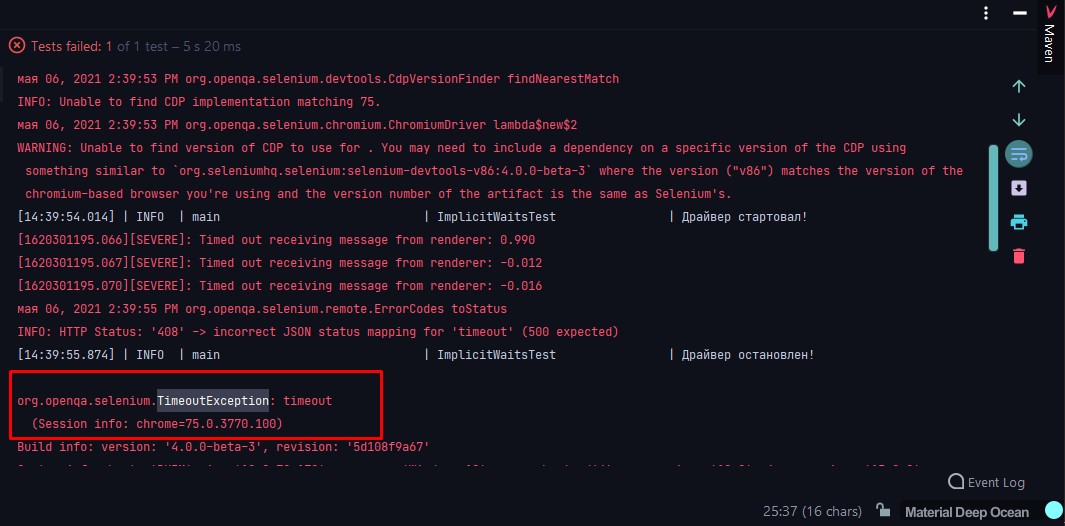 Maven
Tests failed: 1 of 1 test – 5 s 20 ms
мая 06, 2021 2:39:53 PM org.openqa.selenium.devtools.CdpVersionFinder findNearestMatch
INFO: Unable to find CDP implementation matching 75.
мая 06, 2021 2:39:53 PM org.openqa.selenium.chromium.ChromiumDriver lambda$new$2
WARNING: Unable to find version of CDP to use for . You may need to include a dependency on a specific version of the CDP using
something similar to `org.seleniumhq.selenium:selenium-devtools-v86:4.0.0-beta-3` where the version ("v86") matches the version of the
chromium-based browser you're using and the version number of the artifact is the same as Selenium's.
[14:39:54.014] | INFO | main | ImplicitWaitsTest | Драйвер стартовал!
[1620301195.066][SEVERE]: Timed out receiving message from renderer: 0.990
[1620301195.067][SEVERE]: Timed out receiving message from renderer: -0.012
[1620301195.070][SEVERE]: Timed out receiving message from renderer: -0.016
мая 06, 2021 2:39:55 PM org.openqa.selenium.remote.ErrorCodes toStatus
INFO: HTTP Status: '408' -> incorrect JSON status mapping for 'timeout' (500 expected)
[14:39:55.874] | INFO | main | ImplicitWaitsTest | Драйвер остановлен!
org.openqa.selenium.TimeoutException: timeout
(Session info: chrome=75.0.3770.100)
Build info: version: '4.0.0-beta-3', revision: '5d108f9a67'
Event Log
25:37 (16 chars)
Material Deep Ocean